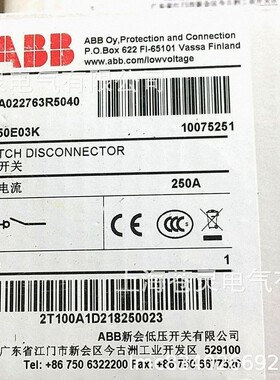 ABB
ABB Oy, Protection and Connection
P.O.Box 622 FI-65101 Vassa Finland
www.abb.com/lowvoltage
A022763R5040
50E03K
10075251
TCH DISCONNECTOR
开关
电流
250A
CCC
CE
1
2T100A1D218250023
ABB新会低压开关有限公司
广东省江门市新会区今古洲工业开发区 529100
Tel: +86 750 6322200